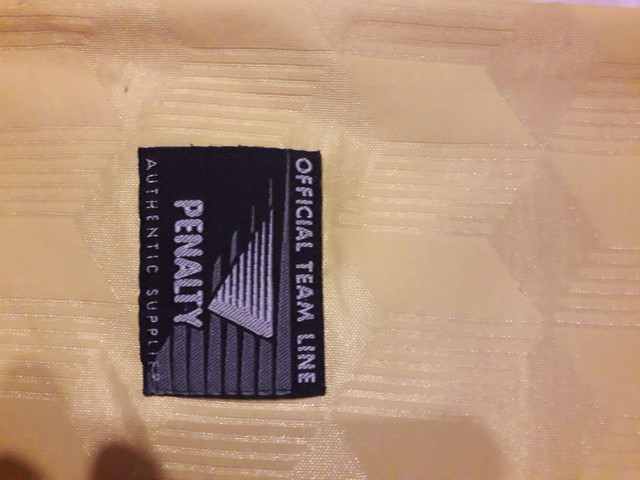 OFFICIAL TEAM LINE
PENALTY
AUTHENTIC SUPPLIER